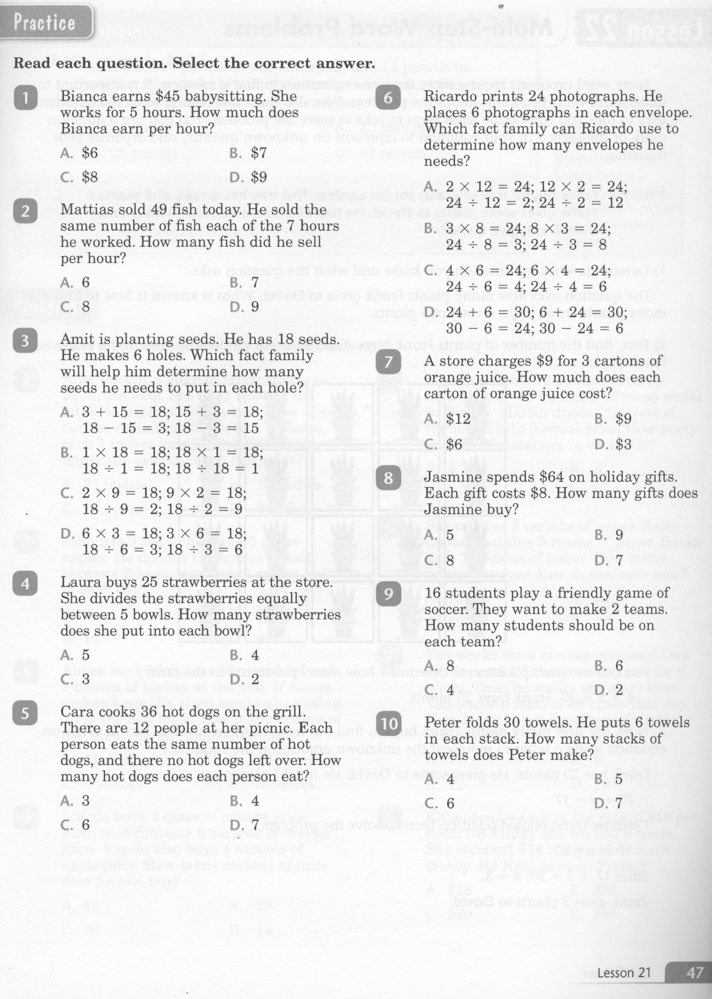 Practice
Read each question. Select the correct answer.
1
Bianca earns $45 babysitting. She
works for 5 hours. How much does
Bianca earn per hour?
A. $6
B. $7
C. $8
D. $9
2
Mattias sold 49 fish today. He sold the
same number of fish each of the 7 hours
he worked. How many fish did he sell
per hour?
A. 6
B. 7
C. 8
D. 9
3
Amit is planting seeds. He has 18 seeds.
He makes 6 holes. Which fact family
will help him determine how many
seeds he needs to put in each hole?
A. 3 + 15 = 18; 15 + 3 = 18;
18 − 15 = 3; 18 − 3 = 15
B. 1 × 18 = 18; 18 × 1 = 18;
18 ÷ 1 = 18; 18 ÷ 18 = 1
C. 2 × 9 = 18; 9 × 2 = 18;
18 ÷ 9 = 2; 18 ÷ 2 = 9
D. 6 × 3 = 18; 3 × 6 = 18;
18 ÷ 6 = 3; 18 ÷ 3 = 6
4
Laura buys 25 strawberries at the store.
She divides the strawberries equally
between 5 bowls. How many strawberries
does she put into each bowl?
A. 5
B. 4
C. 3
D. 2
5
Cara cooks 36 hot dogs on the grill.
There are 12 people at her picnic. Each
person eats the same number of hot
dogs, and there no hot dogs left over. How
many hot dogs does each person eat?
A. 3
B. 4
C. 6
D. 7
6
Ricardo prints 24 photographs. He
places 6 photographs in each envelope.
Which fact family can Ricardo use to
determine how many envelopes he
needs?
A. 2 × 12 = 24; 12 × 2 = 24;
24 ÷ 12 = 2; 24 ÷ 2 = 12
B. 3 × 8 = 24; 8 × 3 = 24;
24 ÷ 8 = 3; 24 ÷ 3 = 8
C. 4 × 6 = 24; 6 × 4 = 24;
24 ÷ 6 = 4; 24 ÷ 4 = 6
D. 24 + 6 = 30; 6 + 24 = 30;
30 − 6 = 24; 30 − 24 = 6
7
A store charges $9 for 3 cartons of
orange juice. How much does each
carton of orange juice cost?
A. $12
B. $9
C. $6
D. $3
8
Jasmine spends $64 on holiday gifts.
Each gift costs $8. How many gifts does
Jasmine buy?
A. 5
B. 9
C. 8
D. 7
9
16 students play a friendly game of
soccer. They want to make 2 teams.
How many students should be on
each team?
A. 8
B. 6
C. 4
D. 2
10
Peter folds 30 towels. He puts 6 towels
in each stack. How many stacks of
towels does Peter make?
A. 4
B. 5
C. 6
D. 7
Lesson 21
47